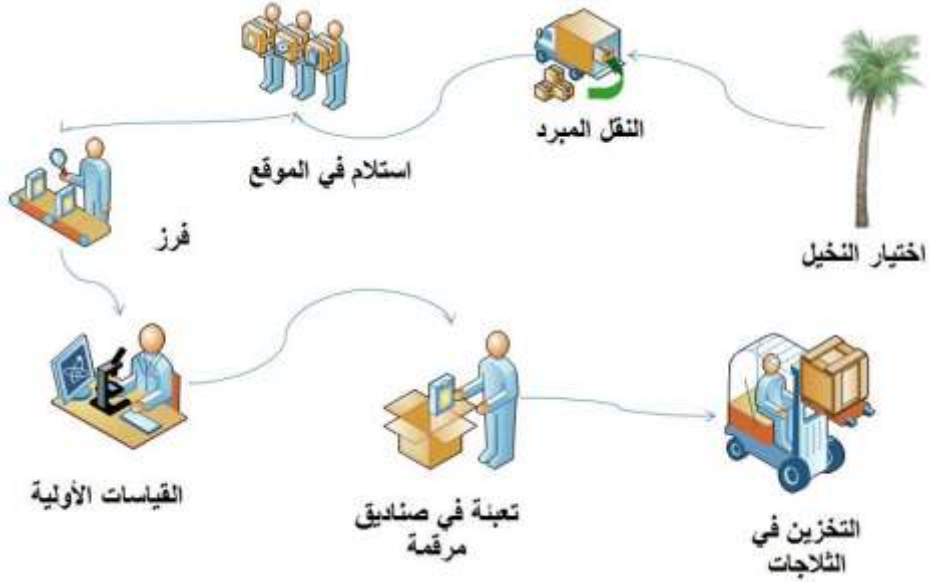 اختيار النخيل
النقل المبرد
استلام في الموقع
فرز
القياسات الأولية
تعبئة في صناديق
مرقمة
التخزين في
الثلاجات